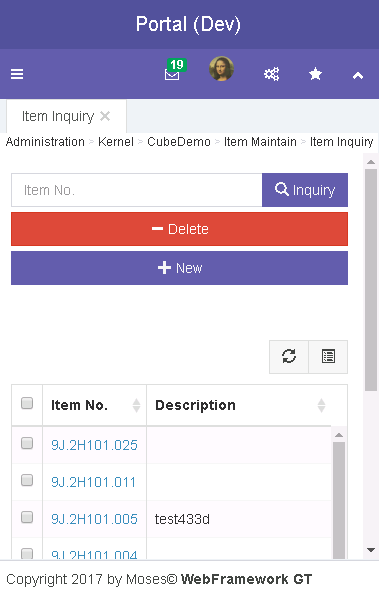 Portal (Dev)
19
Item Inquiry ✕
Administration » Kernel » CubeDemo » Item Maintain » Item Inquiry
Item No. Inquiry
Delete
New
Item No. Description
9J.2H101.025
9J.2H101.011
9J.2H101.005 test433d
9J.2H101.004
Copyright 2017 by Moses© WebFramework GT